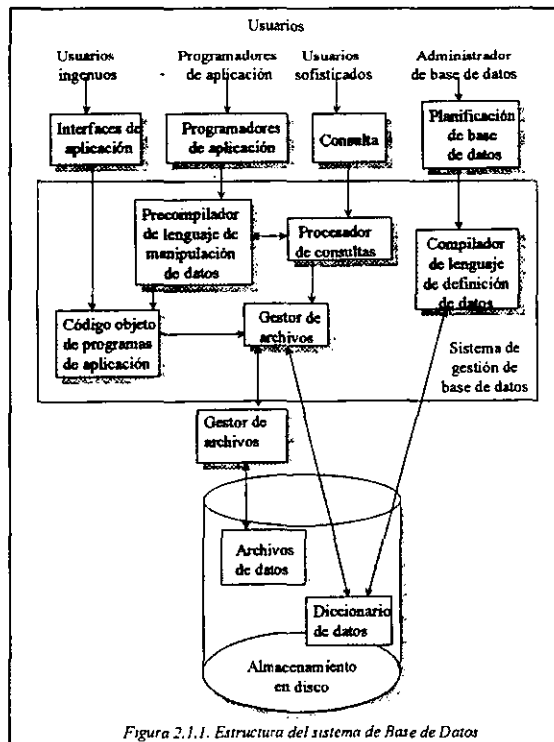 Usuarios
Usuarios
ingenuos
Programadores
de aplicación
Usuarios
sofisticados
Administrador
de base de datos
Interfaces de
aplicación
Programadores
de aplicación
Consulta
Planificación
de base
de datos
Precompilador
de lenguaje de
manipulación
de datos
Procesador
de consultas
Compilador
de lenguaje
de definición
de datos
Código objeto
de programas
de aplicación
Gestor de
archivos
Sistema de
gestión de
base de datos
Gestor de
archivos
Archivos
de datos
Diccionario
de datos
Almacenamiento
en disco
Figura 2.1.1. Estructura del sistema de Base de Datos